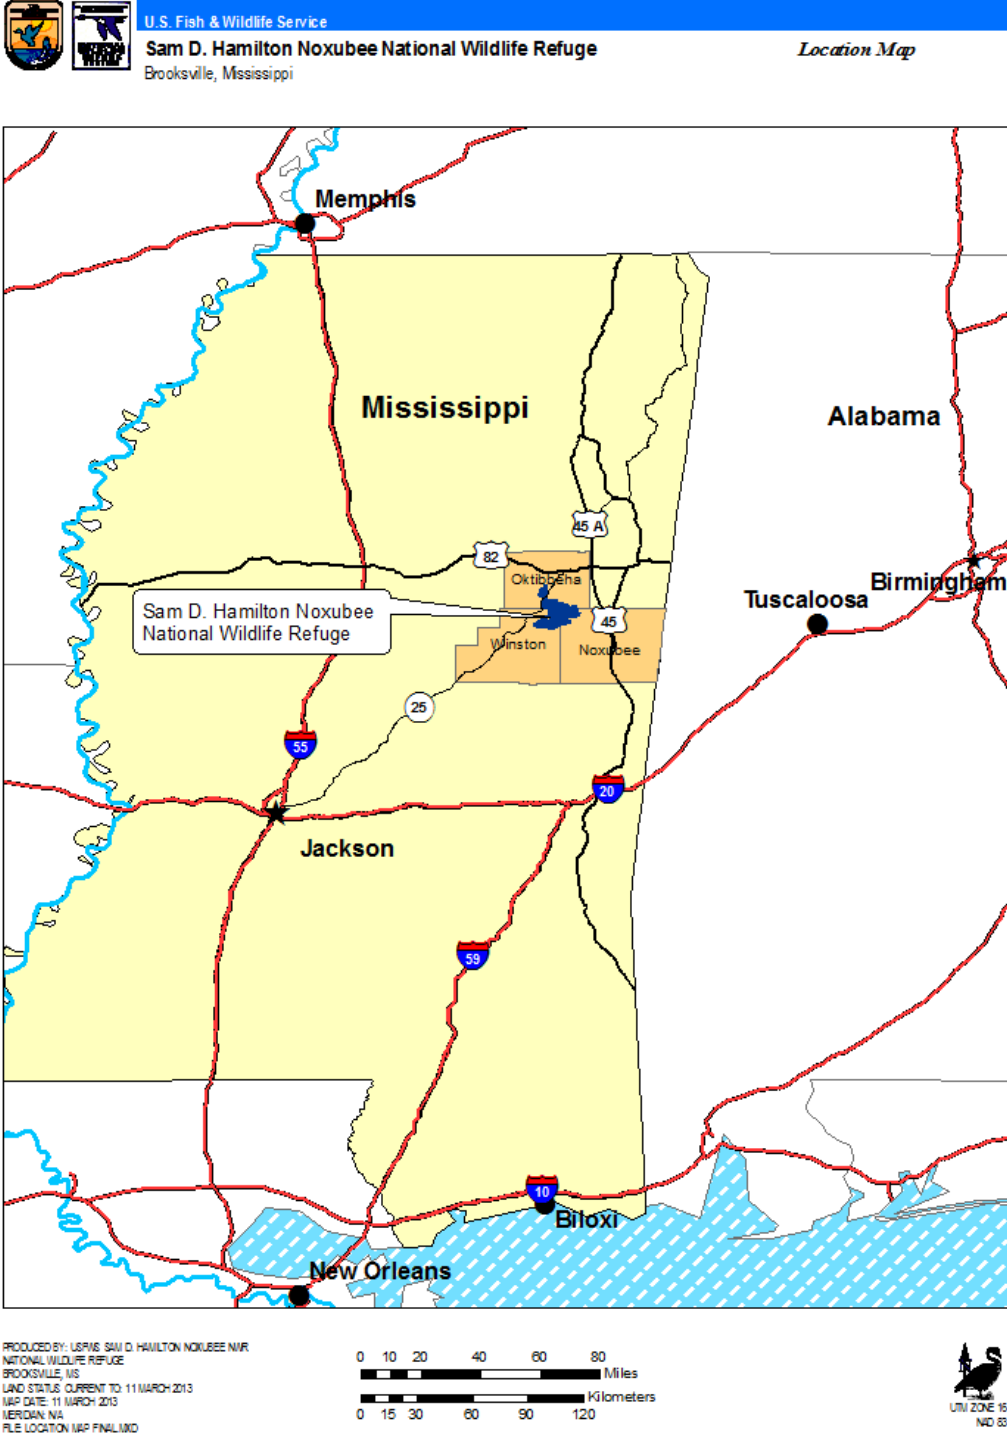 U.S. Fish & Wildlife Service
Sam D. Hamilton Noxubee National Wildlife Refuge
Location Map
Brooksville, Mississippi
Memphis
Mississippi
Alabama
45 A
82
Oktibbeha
Birmingham
Tuscaloosa
Sam D. Hamilton Noxubee
National Wildlife Refuge
45
Winston
Noxubee
25
55
20
Jackson
59
10
Biloxi
New Orleans
PRODUCED BY: USFWS SAM D. HAMILTON NOXUBEE NWR
NATIONAL WILDLIFE REFUGE
BROOKSVILLE, MS
LAND STATUS CURRENT TO: 11 MARCH 2013
MAP DATE: 11 MARCH 2013
MERIDIAN: N/A
FILE: LOCATION MAP FINAL.MXD
0 10 20 40 60 80
Miles
Kilometers
0 15 30 60 90 120
UTM ZONE 16
NAD 83